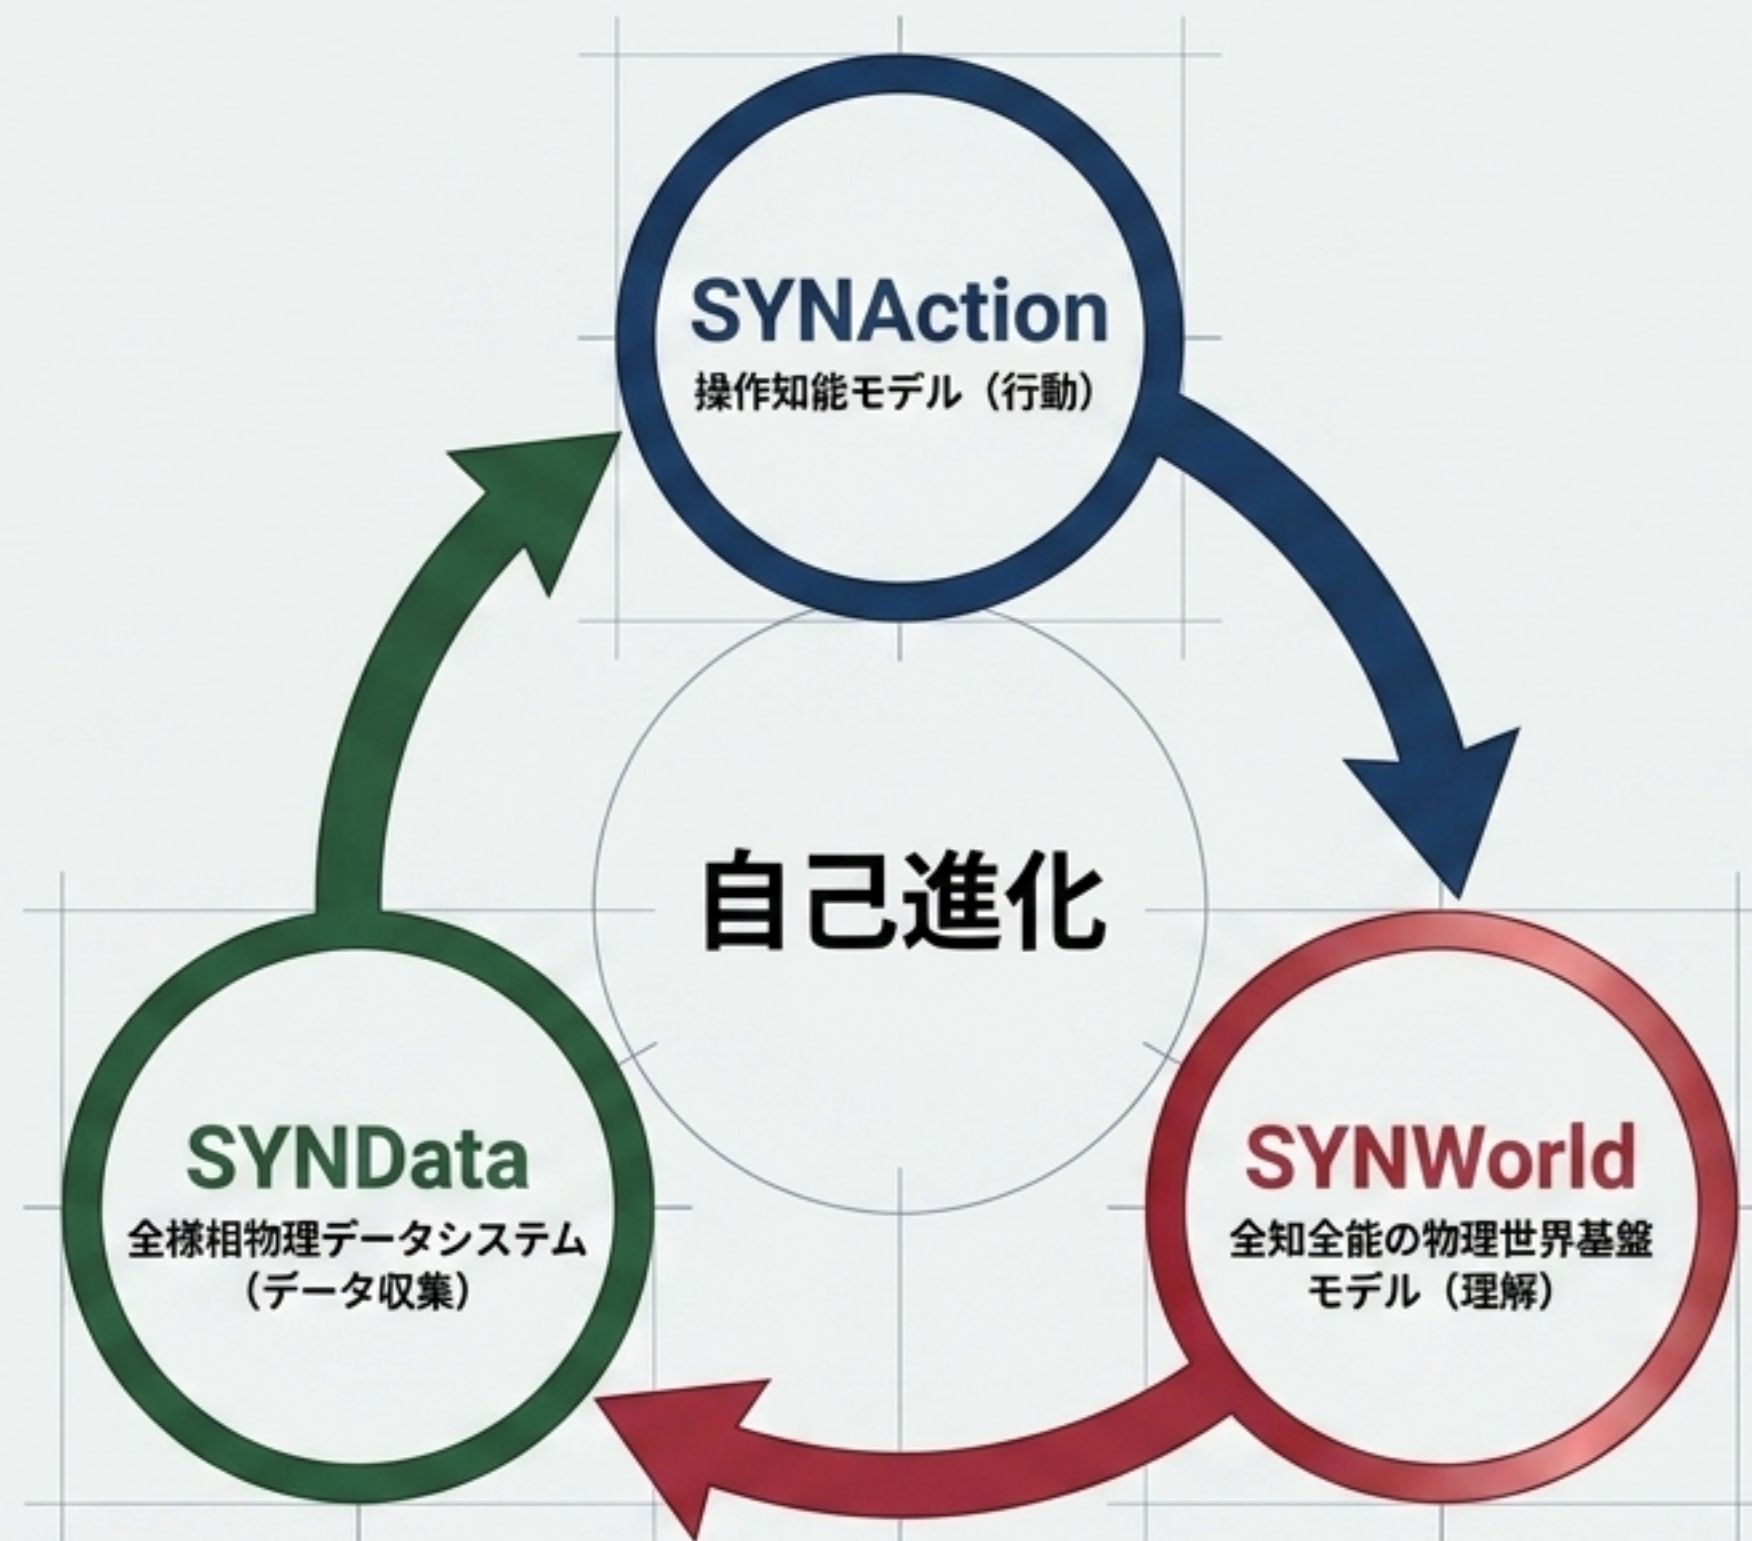 SYNAction
操作知能モデル（行動）
自己進化
SYNData
全様相物理データシステム
（データ収集）
SYNWorld
全知全能の物理世界基盤
モデル（理解）